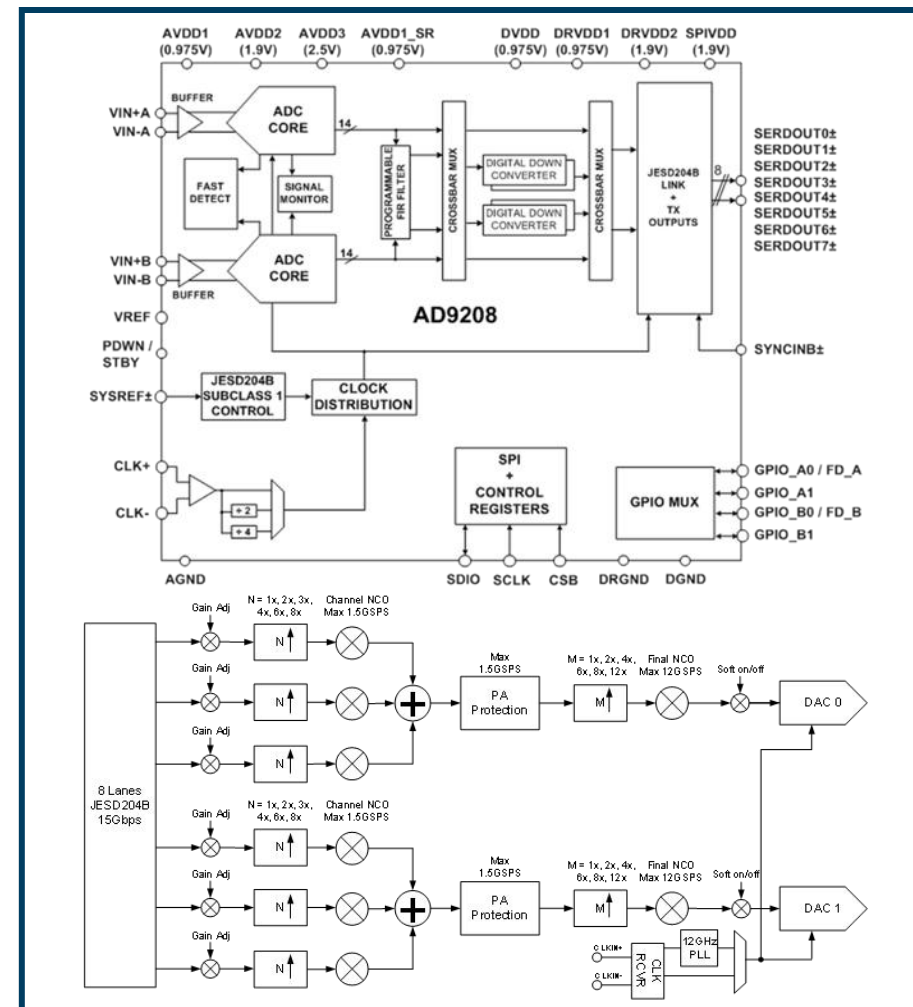 AVDD1 AVDD2 AVDD3 AVDD1_SR DVDD DRVDD1 DRVDD2 SPIVDD
(0.975V) (1.9V) (2.5V) (0.975V) (0.975V) (0.975V) (1.9V) (1.9V)
BUFFER
VIN+A
VIN-A
ADC
CORE
14
FAST
DETECT
SIGNAL
MONITOR
PROGRAMMABLE
FIR FILTER
CROSSBAR MUX
DIGITAL DOWN
CONVERTER
DIGITAL DOWN
CONVERTER
CROSSBAR MUX
JESD204B
LINK
+
TX
OUTPUTS
8
SERDOUT0±
SERDOUT1±
SERDOUT2±
SERDOUT3±
SERDOUT4±
SERDOUT5±
SERDOUT6±
SERDOUT7±
VIN+B
VIN-B
BUFFER
ADC
CORE
14
VREF
AD9208
PDWN /
STBY
SYNCINB±
SYSREF±
JESD204B
SUBCLASS 1
CONTROL
CLOCK
DISTRIBUTION
CLK+
CLK-
÷ 2
÷ 4
SPI
+
CONTROL
REGISTERS
GPIO MUX
GPIO_A0 / FD_A
GPIO_A1
GPIO_B0 / FD_B
GPIO_B1
AGND SDIO SCLK CSB DRGND DGND
8 Lanes
JESD204B
15Gbps
Gain Adj
N = 1x, 2x, 3x,
4x, 6x, 8x
Channel NCO
Max 1.5GSPS
N
Gain Adj
N
Gain Adj
N
Max
1.5GSPS
PA
Protection
M = 1x, 2x, 4x,
6x, 8x, 12x
Final NCO
Max 12GSPS
M
Soft on/off
DAC 0
Gain Adj
N = 1x, 2x, 3x,
4x, 6x, 8x
Channel NCO
Max 1.5GSPS
N
Gain Adj
N
Gain Adj
N
Max
1.5GSPS
PA
Protection
M = 1x, 2x, 4x,
6x, 8x, 12x
Final NCO
Max 12GSPS
M
Soft on/off
DAC 1
CLKIN+
CLKIN-
CLK
RCVR
12GHz
PLL